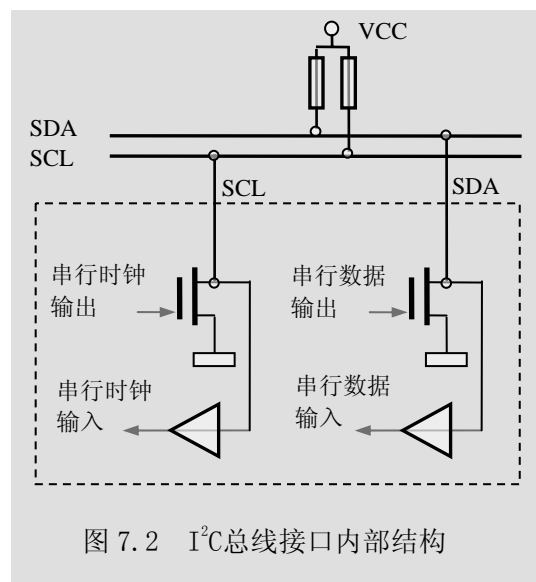 VCC
SDA
SCL
SCL
SDA
串行时钟
输出
串行数据
输出
串行时钟
输入
串行数据
输入
图 7.2 I²C总线接口内部结构